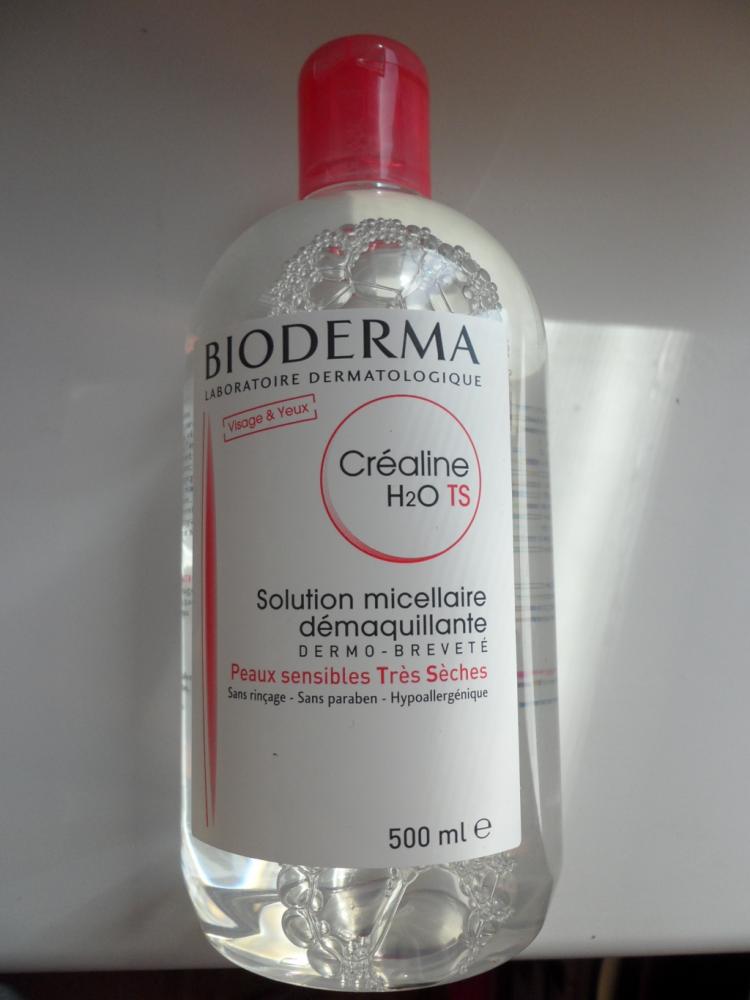 BIODERMA
LABORATOIRE DERMATOLOGIQUE
Visage & Yeux
Créaline
H2O TS
Solution micellaire
démaquillante
DERMO-BREVETÉ
Peaux sensibles Très Sèches
Sans rinçage - Sans paraben - Hypoallergénique
500 ml e